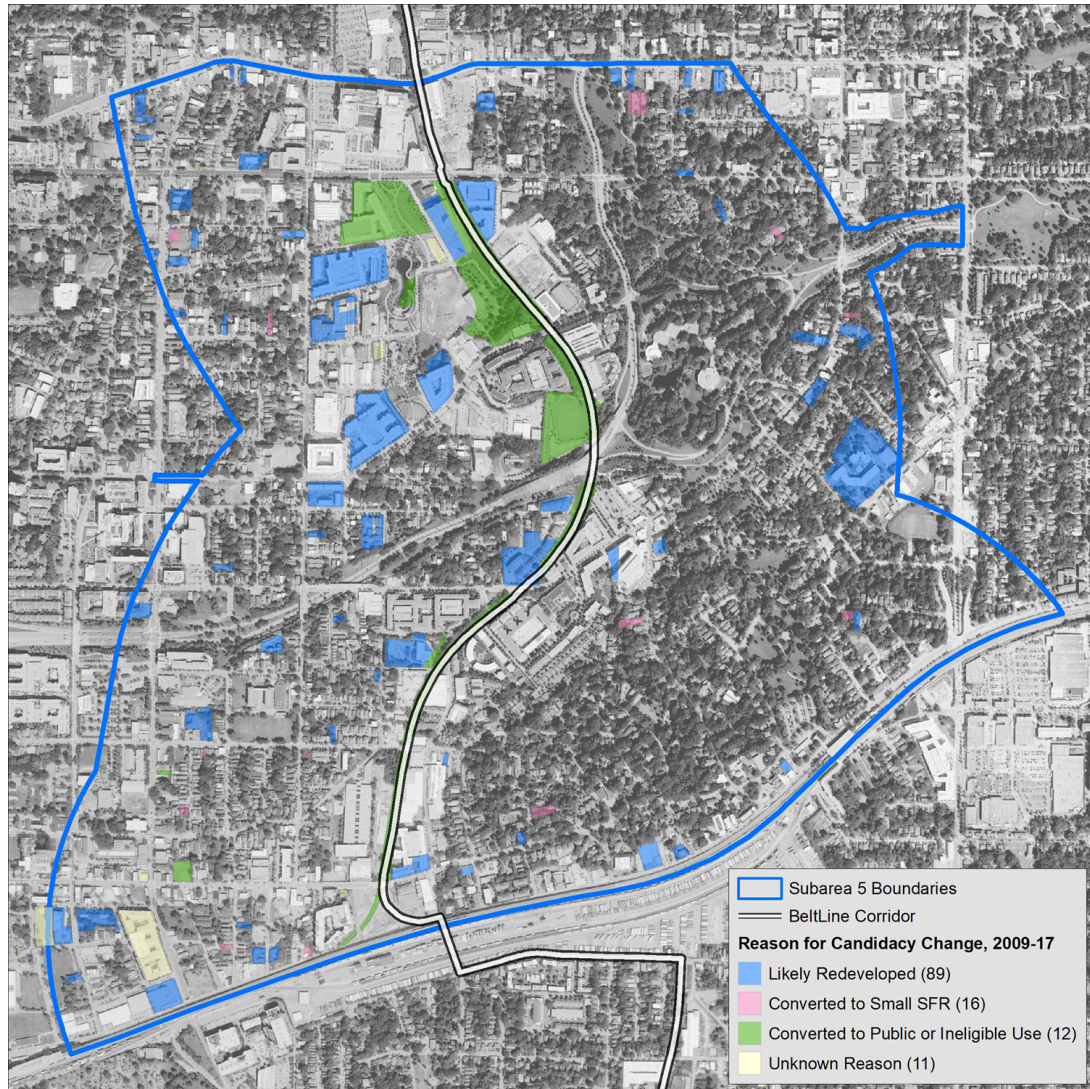 Subarea 5 Boundaries
BeltLine Corridor
Reason for Candidacy Change, 2009-17
Likely Redeveloped (89)
Converted to Small SFR (16)
Converted to Public or Ineligible Use (12)
Unknown Reason (11)